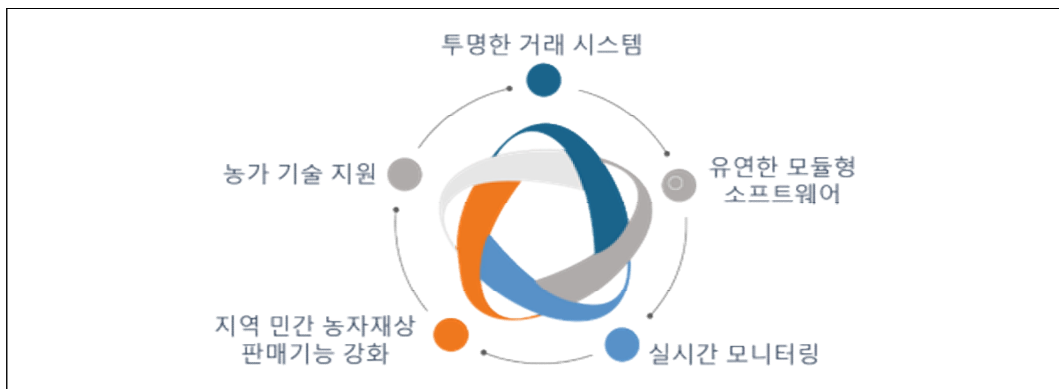 투명한 거래 시스템
농가 기술 지원
유연한 모듈형
소프트웨어
지역 민간 농자재상
판매기능 강화
실시간 모니터링